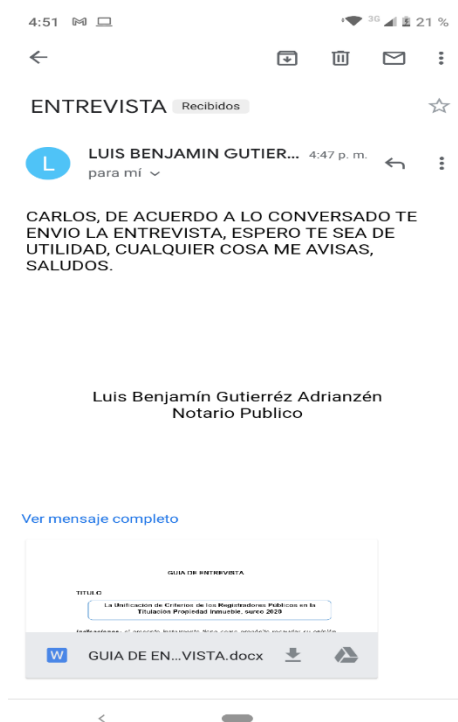 4:51
3G 21 %
ENTREVISTA Recibidos
L
LUIS BENJAMIN GUTIER... 4:47 p. m.
para mí
CARLOS, DE ACUERDO A LO CONVERSADO TE
ENVIO LA ENTREVISTA, ESPERO TE SEA DE
UTILIDAD, CUALQUIER COSA ME AVISAS,
SALUDOS.
Luis Benjamín Gutierréz Adrianzén
Notario Publico
Ver mensaje completo
GUIA DE ENTREVISTA
TITULO
La Unificación de Criterios de los Registradores Públicos en la
Titulación Propiedad Inmueble, surco 2020
W GUIA DE EN...VISTA.docx